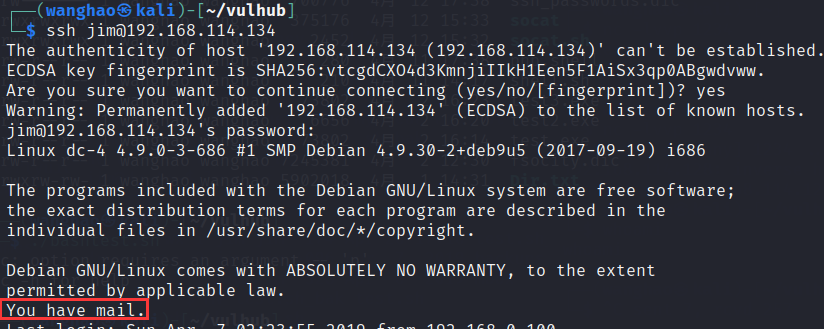 (wanghao㉿kali)-[~/vulhub]
$ ssh jim@192.168.114.134
The authenticity of host '192.168.114.134 (192.168.114.134)' can't be established.
ECDSA key fingerprint is SHA256:vtcgdCXO4d3KmnjiIIkH1Een5F1AiSx3qp0ABgwdvww.
Are you sure you want to continue connecting (yes/no/[fingerprint])? yes
Warning: Permanently added '192.168.114.134' (ECDSA) to the list of known hosts.
jim@192.168.114.134's password:
Linux dc-4 4.9.0-3-686 #1 SMP Debian 4.9.30-2+deb9u5 (2017-09-19) i686
The programs included with the Debian GNU/Linux system are free software;
the exact distribution terms for each program are described in the
individual files in /usr/share/doc/*/copyright.
Debian GNU/Linux comes with ABSOLUTELY NO WARRANTY, to the extent
permitted by applicable law.
You have mail.
Last login: Sun Apr  7 02:23:55 2019 from 192.168.0.100